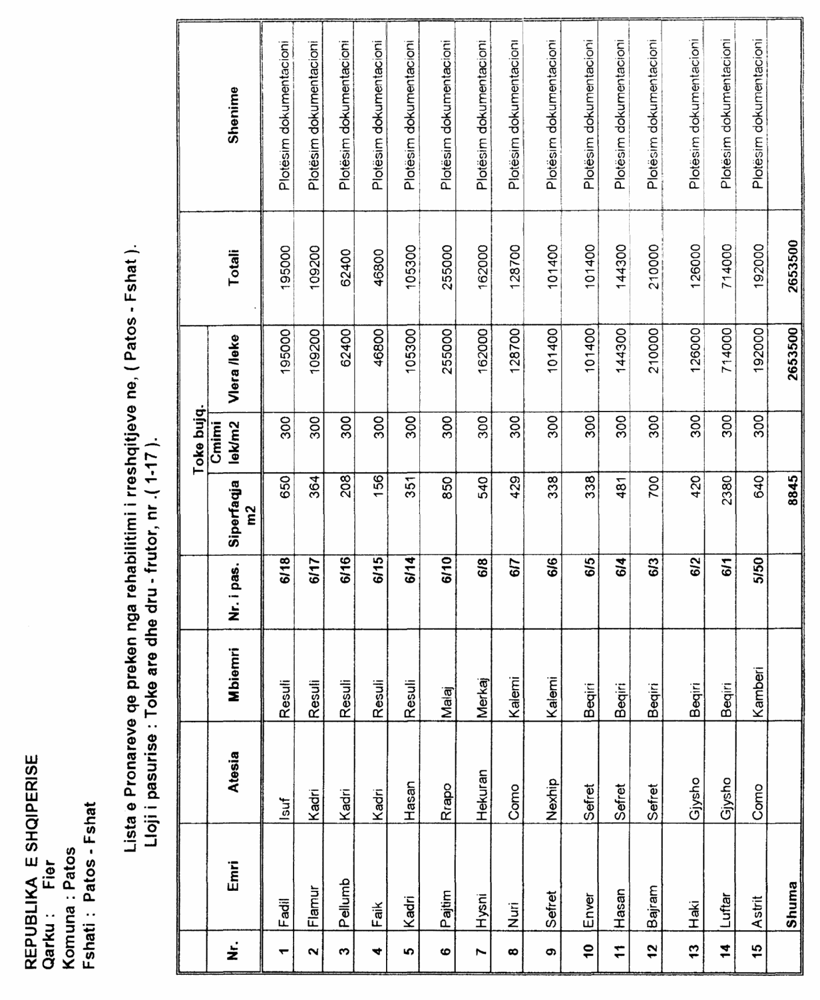 REPUBLIKA E SHQIPERISE
Qarku : Fier
Komuna : Patos
Fshati : Patos - Fshat
Lista e Pronareve qe preken nga rehabilitimi i rreshqitjeve ne, ( Patos - Fshat ).
Lloji i pasurise : Toke are dhe dru - frutor, nr .( 1-17 ).
Toke bujq.
Nr. Emri Atesia Mbiemri Nr. i pas. Siperfaqja m2 Cmimi lek/m2 Vlera /leke Totali Shenime
1 Fadil Isuf Resuli 6/18 650 300 195000 195000 Plotësim dokumentacioni
2 Flamur Kadri Resuli 6/17 364 300 109200 109200 Plotësim dokumentacioni
3 Pellumb Kadri Resuli 6/16 208 300 62400 62400 Plotësim dokumentacioni
4 Faik Kadri Resuli 6/15 156 300 46800 46800 Plotësim dokumentacioni
5 Kadri Hasan Resuli 6/14 351 300 105300 105300 Plotësim dokumentacioni
6 Pajtim Rrapo Malaj 6/10 850 300 255000 255000 Plotësim dokumentacioni
7 Hysni Hekuran Merkaj 6/8 540 300 162000 162000 Plotësim dokumentacioni
8 Nuri Como Kalemi 6/7 429 300 128700 128700 Plotësim dokumentacioni
9 Sefret Nexhip Kalemi 6/6 338 300 101400 101400 Plotësim dokumentacioni
10 Enver Sefret Beqiri 6/5 338 300 101400 101400 Plotësim dokumentacioni
11 Hasan Sefret Beqiri 6/4 481 300 144300 144300 Plotësim dokumentacioni
12 Bajram Sefret Beqiri 6/3 700 300 210000 210000 Plotësim dokumentacioni
13 Haki Gjysho Beqiri 6/2 420 300 126000 126000 Plotësim dokumentacioni
14 Luftar Gjysho Beqiri 6/1 2380 300 714000 714000 Plotësim dokumentacioni
15 Astrit Como Kamberi 5/50 640 300 192000 192000 Plotësim dokumentacioni
Shuma 8845 2653500 2653500